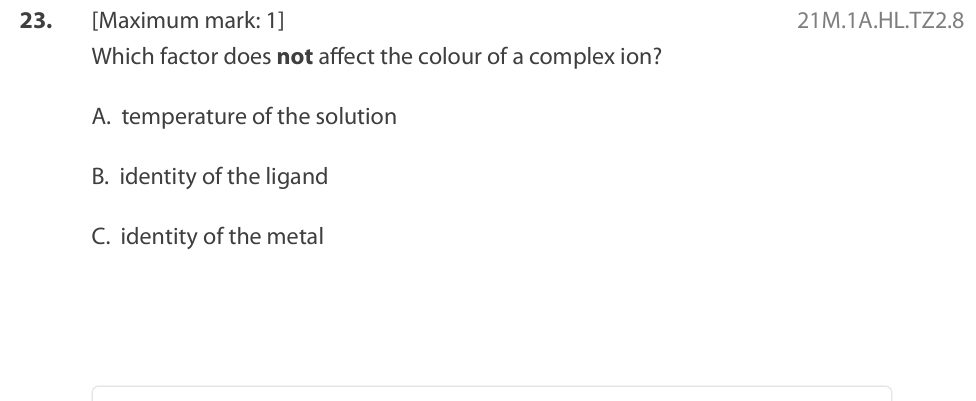 23. [Maximum mark: 1] 21M.1A.HL.TZ2.8
Which factor does not affect the colour of a complex ion?
A. temperature of the solution
B. identity of the ligand
C. identity of the metal